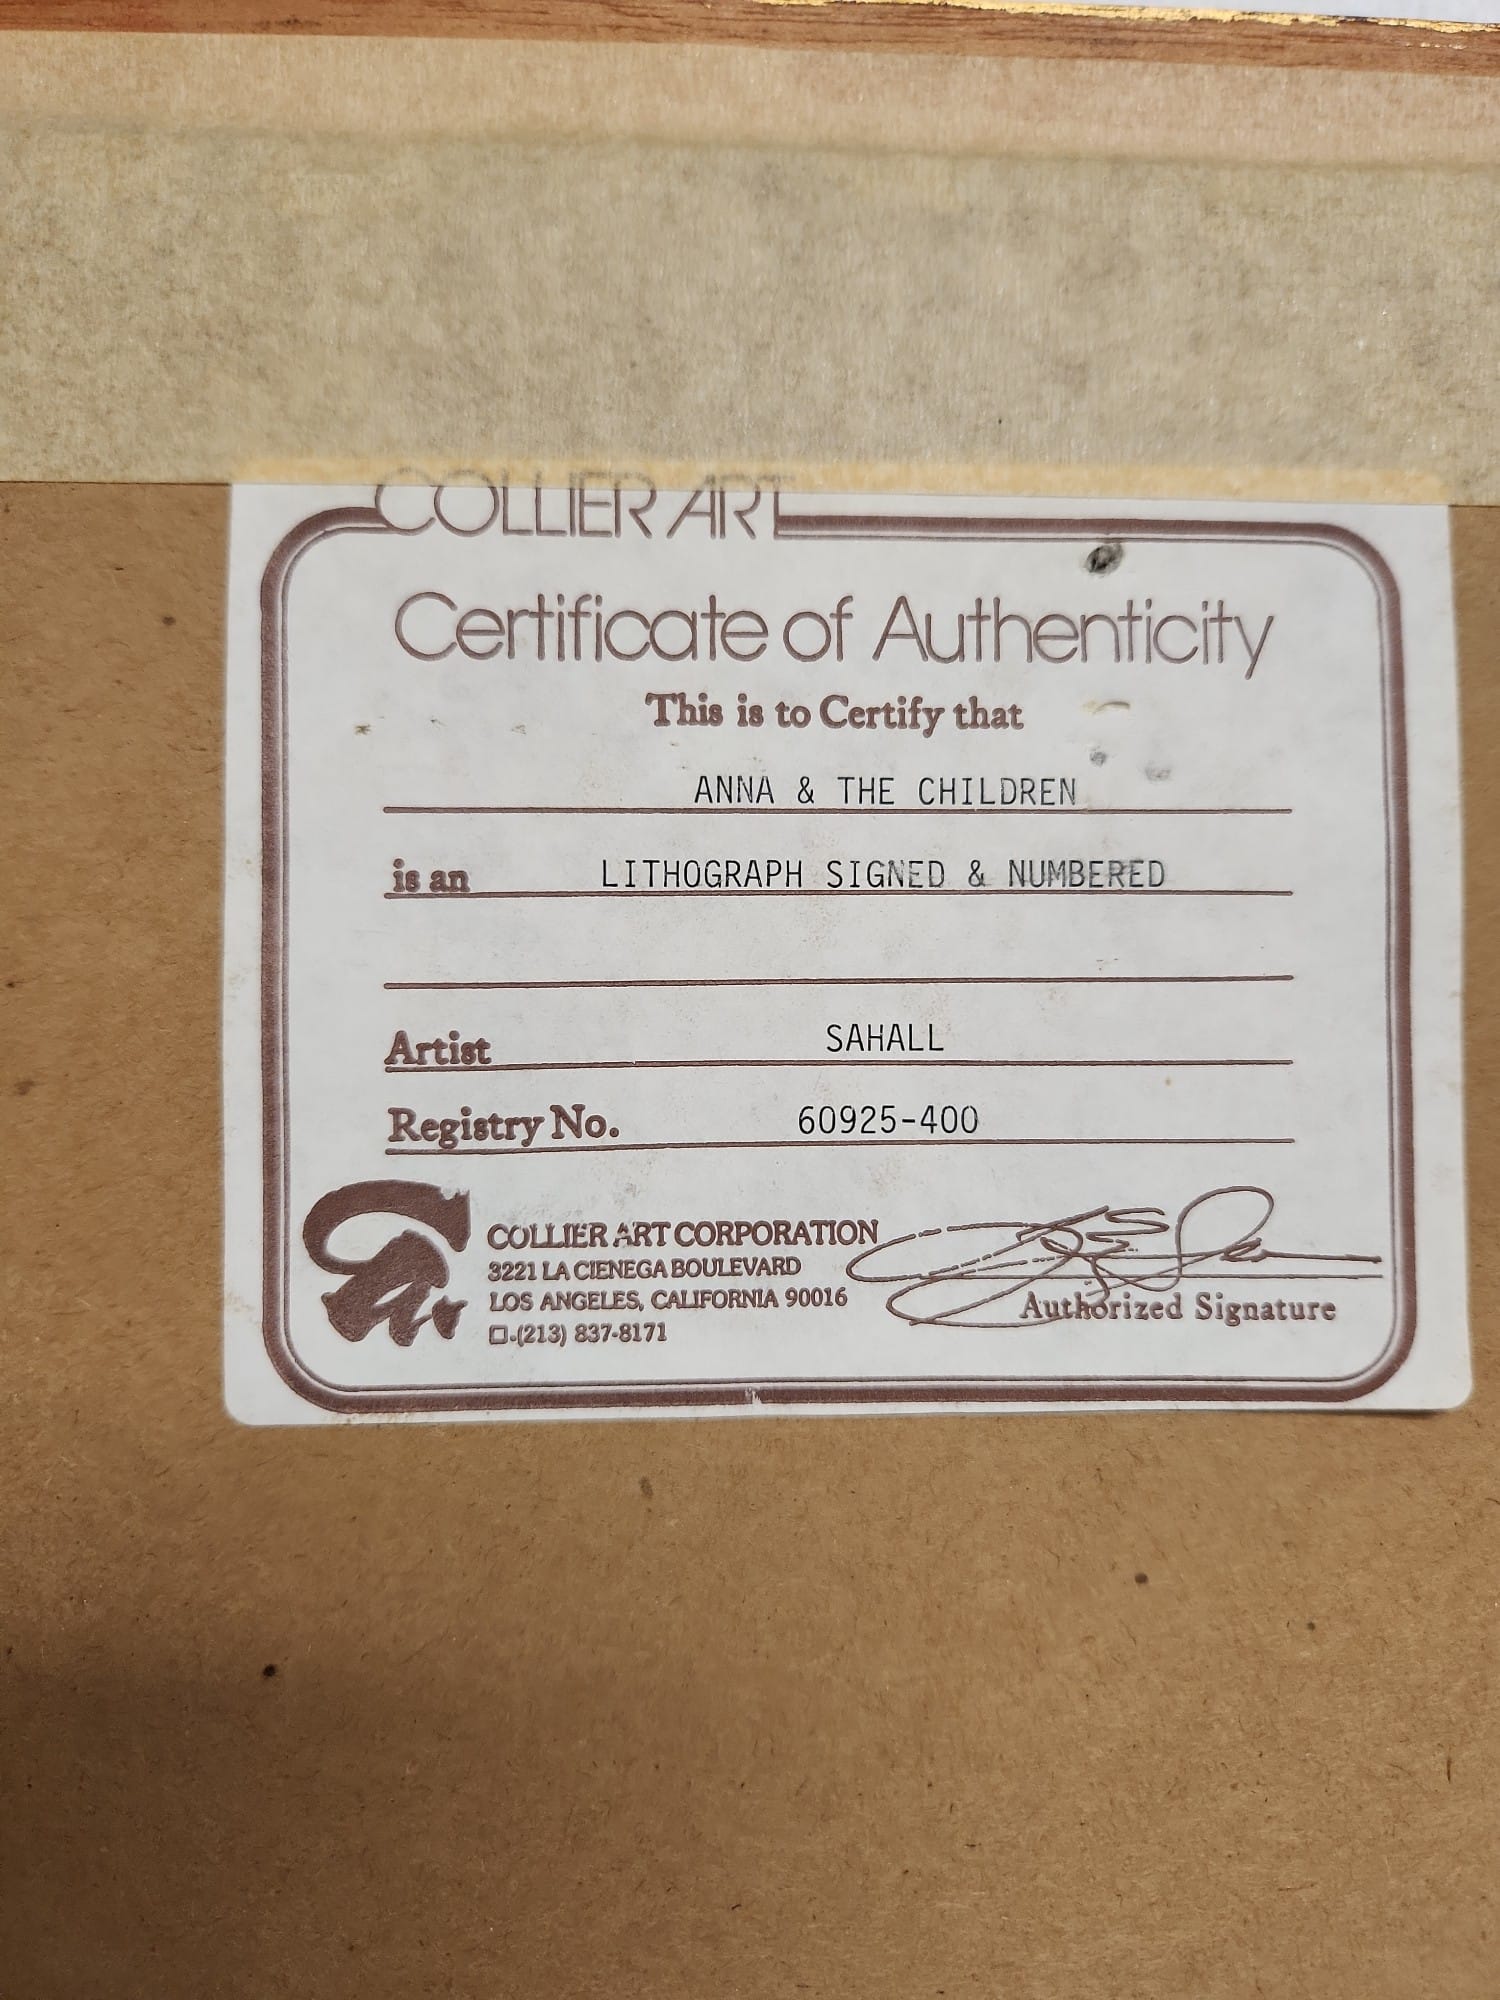 COLLIER ART
Certificate of Authenticity
This is to Certify that
ANNA & THE CHILDREN
is an LITHOGRAPH SIGNED & NUMBERED
Artist SAHALL
Registry No. 60925-400
COLLIER ART CORPORATION
3221 LA CIENEGA BOULEVARD
LOS ANGELES, CALIFORNIA 90016
☐-(213) 837-8171
Authorized Signature